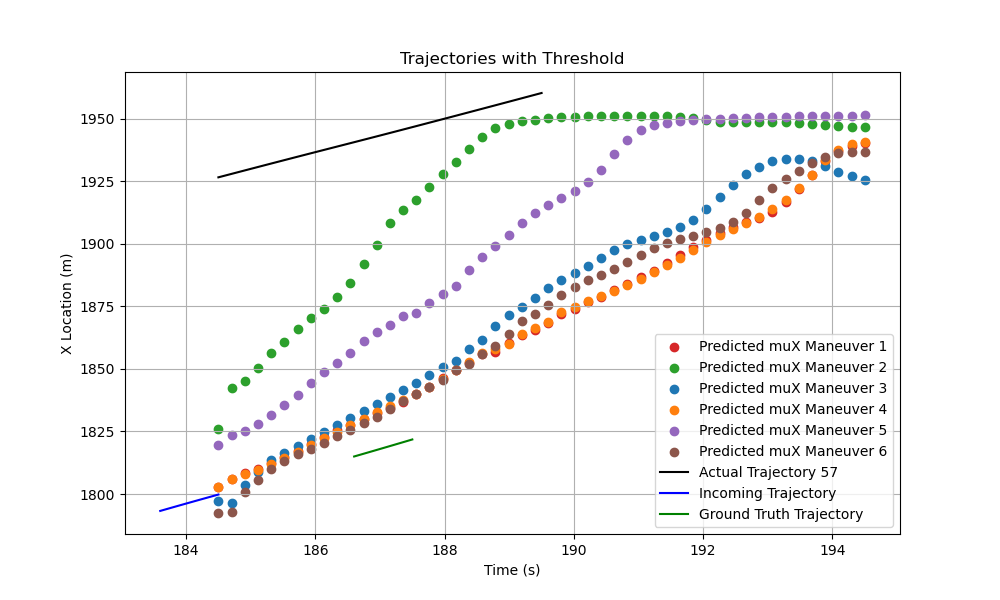 Trajectories with Threshold
X Location (m)
1950
1925
1900
1875
1850
1825
1800
184
186
188
190
192
194
Time (s)
Predicted muX Maneuver 1
Predicted muX Maneuver 2
Predicted muX Maneuver 3
Predicted muX Maneuver 4
Predicted muX Maneuver 5
Predicted muX Maneuver 6
Actual Trajectory 57
Incoming Trajectory
Ground Truth Trajectory